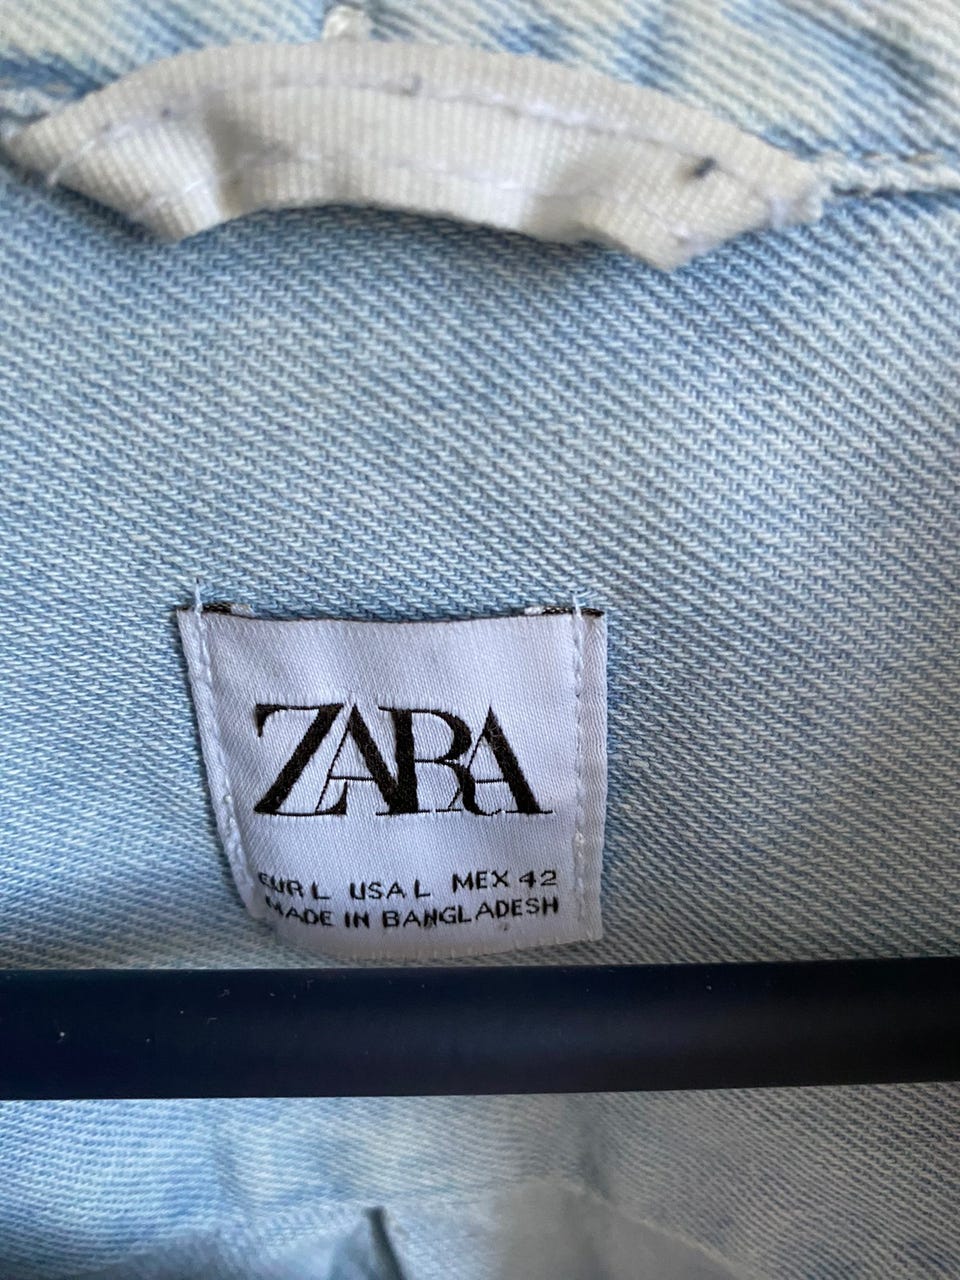 ZARA
EUR L USA L MEX 42
MADE IN BANGLADESH